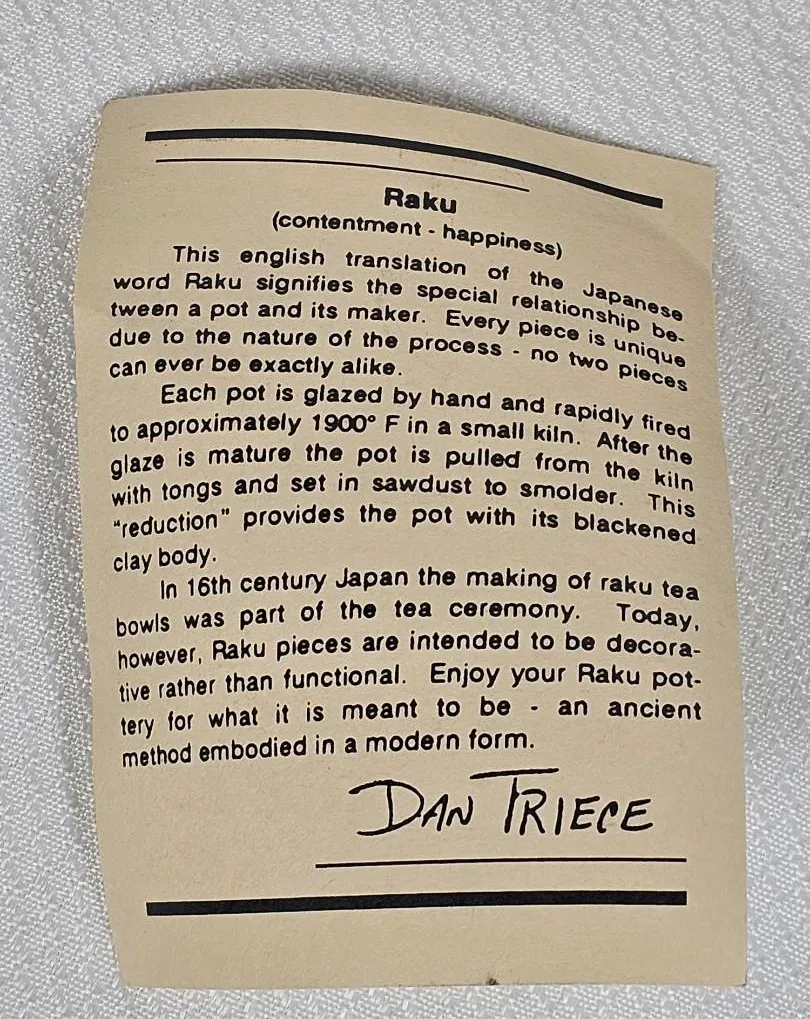 Raku
(contentment - happiness)
This english translation of the Japanese
word Raku signifies the special relationship be-
tween a pot and its maker. Every piece is unique
due to the nature of the process - no two pieces
can ever be exactly alike.
Each pot is glazed by hand and rapidly fired
to approximately 1900° F in a small kiln. After the
glaze is mature the pot is pulled from the kiln
with tongs and set in sawdust to smolder. This
"reduction" provides the pot with its blackened
clay body.
In 16th century Japan the making of raku tea
bowls was part of the tea ceremony. Today,
however, Raku pieces are intended to be decora-
tive rather than functional. Enjoy your Raku pot-
tery for what it is meant to be - an ancient
method embodied in a modern form.
DAN TRIECE